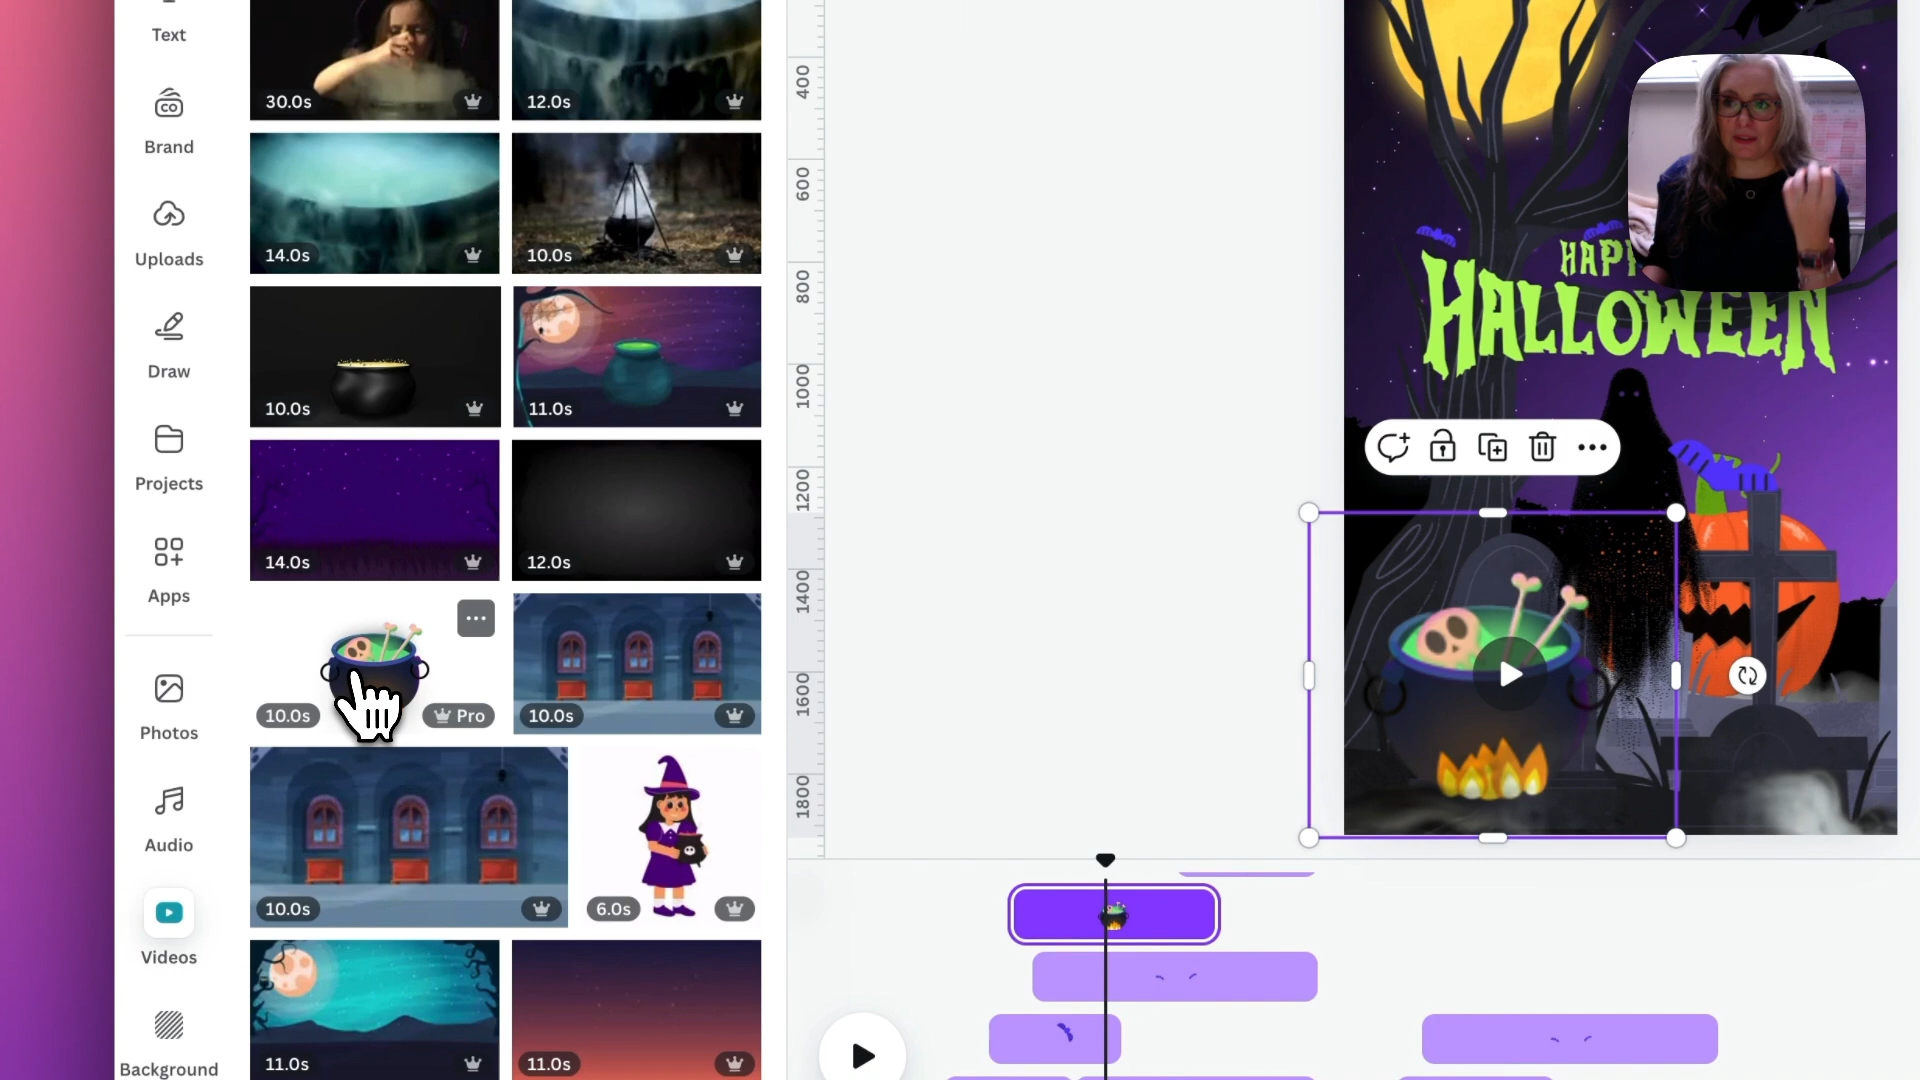 Text
Brand
Uploads
Draw
Projects
Apps
Photos
Audio
Videos
Background
30.0s
12.0s
14.0s
10.0s
10.0s
11.0s
14.0s
12.0s
10.0s
Pro
10.0s
10.0s
6.0s
11.0s
11.0s
400
600
800
1000
1200
1400
1600
1800
HALLOWEEN